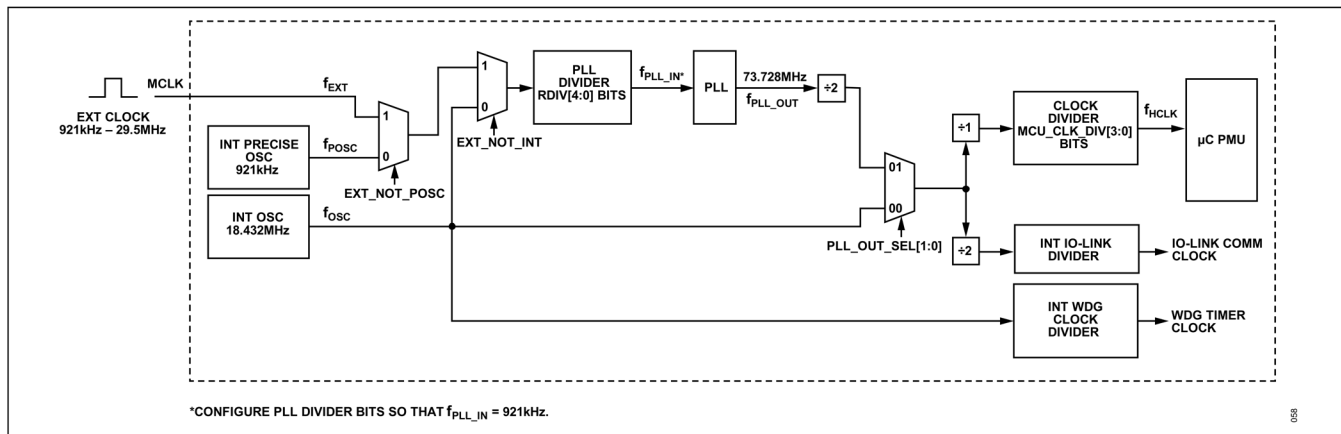 MCLK
EXT CLOCK
921kHz – 29.5MHz
fEXT
1
0
INT PRECISE
OSC
921kHz
fPOSC
EXT_NOT_POSC
INT OSC
18.432MHz
fOSC
1
0
EXT_NOT_INT
PLL
DIVIDER
RDIV[4:0] BITS
fPLL_IN*
PLL
73.728MHz
fPLL_OUT
÷2
01
00
PLL_OUT_SEL[1:0]
÷1
CLOCK
DIVIDER
MCU_CLK_DIV[3:0]
BITS
fHCLK
µC PMU
÷2
INT IO-LINK
DIVIDER
IO-LINK COMM
CLOCK
INT WDG
CLOCK
DIVIDER
WDG TIMER
CLOCK
*CONFIGURE PLL DIVIDER BITS SO THAT fPLL_IN = 921kHz.
058